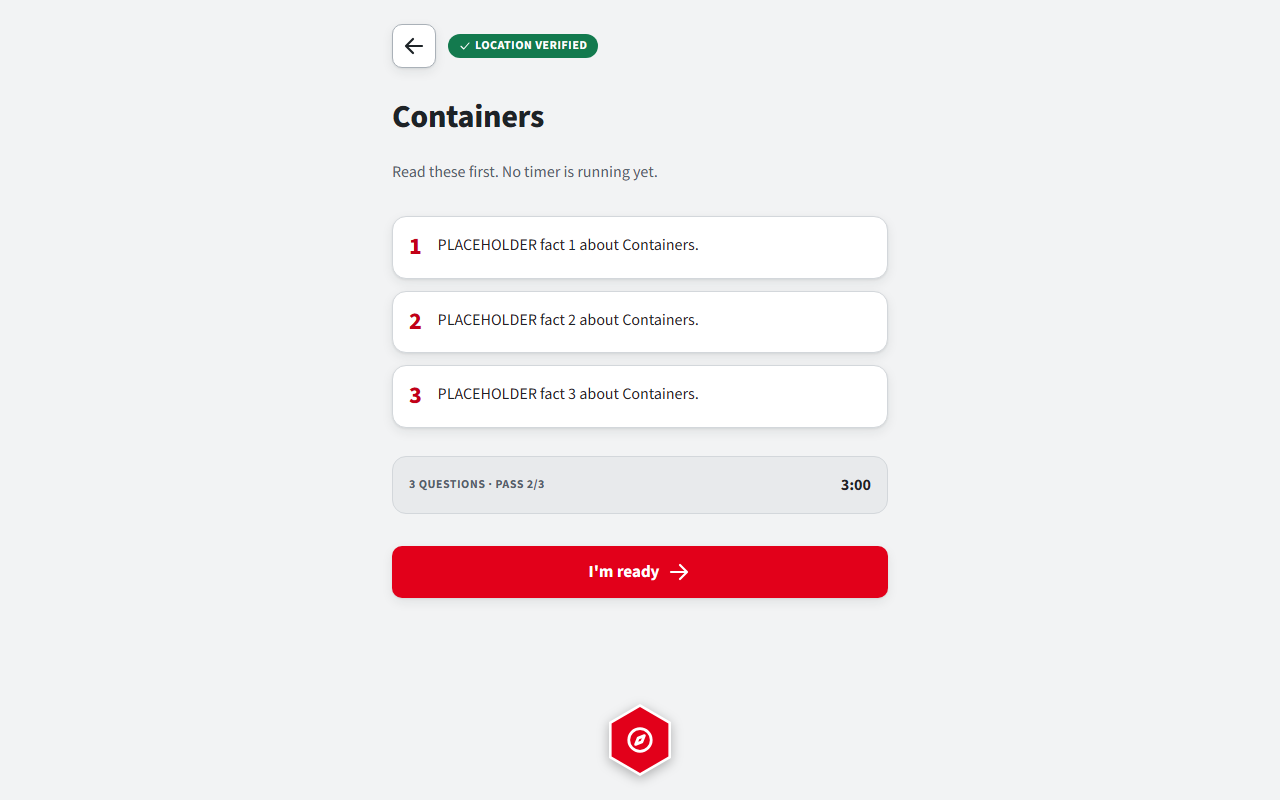 LOCATION VERIFIED
Containers
Read these first. No timer is running yet.
1 PLACEHOLDER fact 1 about Containers.
2 PLACEHOLDER fact 2 about Containers.
3 PLACEHOLDER fact 3 about Containers.
3 QUESTIONS · PASS 2/3 3:00
I'm ready